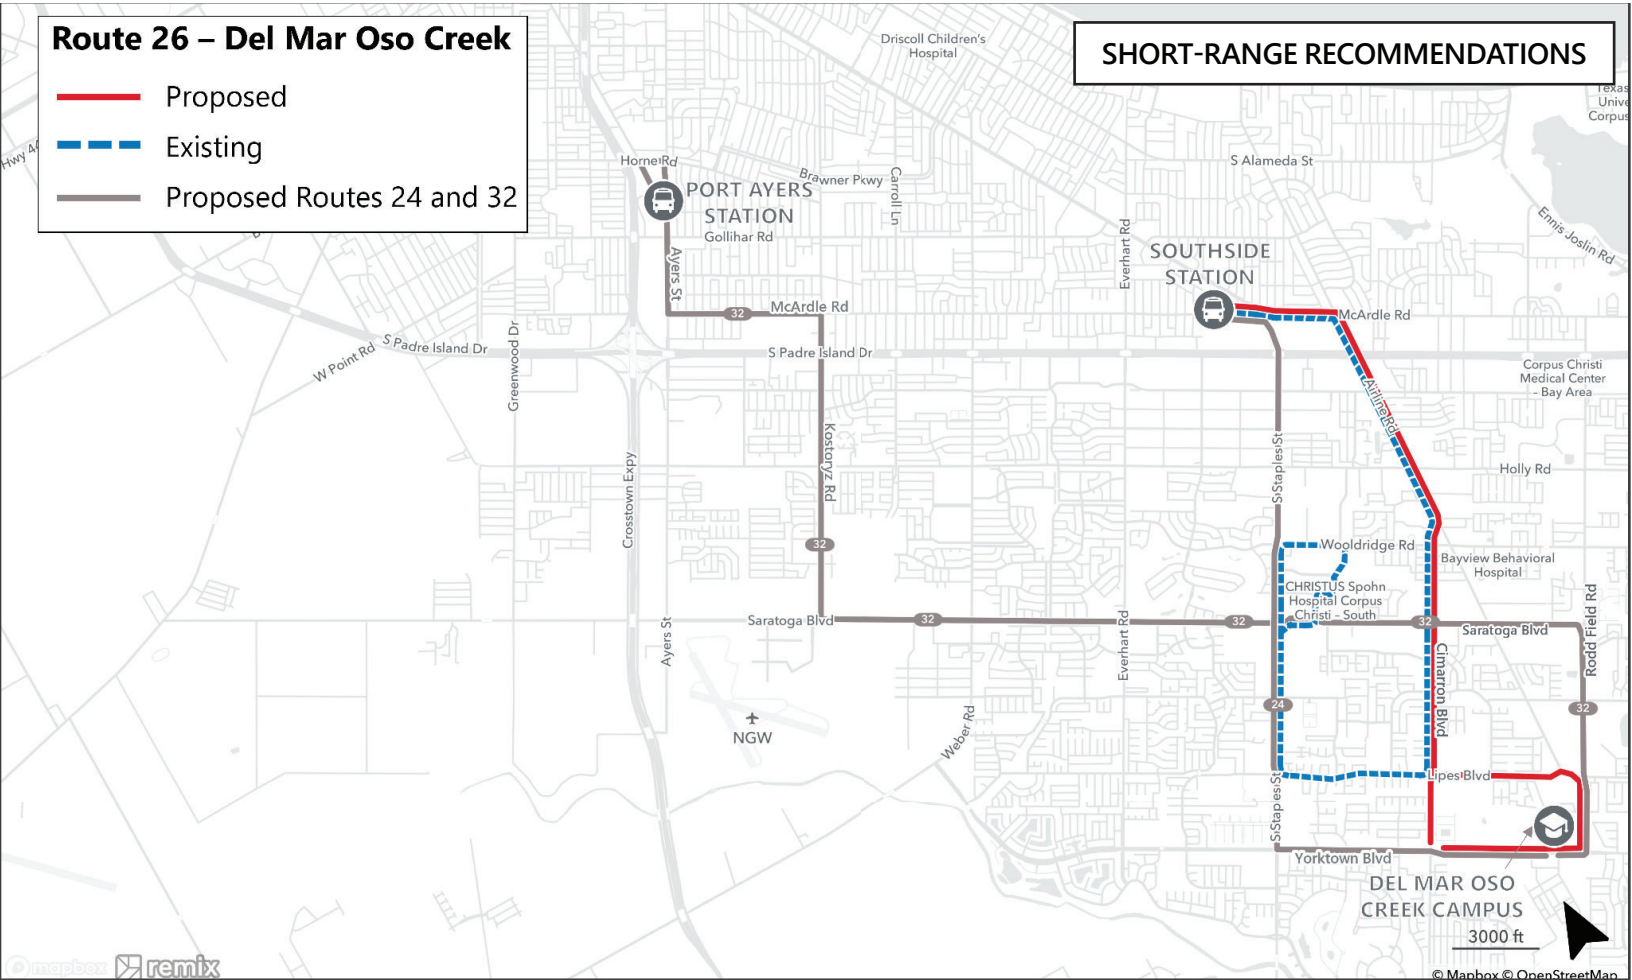 Route 26 – Del Mar Oso Creek
Proposed
Existing
Proposed Routes 24 and 32
SHORT-RANGE RECOMMENDATIONS
Driscoll Children's
Hospital
Texas
Unive
Corpus
Hwy 44
Horne Rd
S Alameda St
Brawner Pkwy
Carroll Ln
PORT AYERS
STATION
Gollihar Rd
Ennis Joslin Rd
Everhart Rd
SOUTHSIDE
STATION
Ayers St
McArdle Rd
32
McArdle Rd
S Padre Island Dr
S Padre Island Dr
W Point Rd
Greenwood Dr
Corpus Christi
Medical Center
- Bay Area
Airline Rd
Kostoryz Rd
S Staples St
Holly Rd
Crosstown Expy
32
Wooldridge Rd
Bayview Behavioral
Hospital
CHRISTUS Spohn
Hospital Corpus
Christi - South
Saratoga Blvd
32
32
32
Saratoga Blvd
Rodd Field Rd
Ayers St
Everhart Rd
Cimarron Blvd
24
32
Weber Rd
NGW
Lipes Blvd
S Staples St
Yorktown Blvd
DEL MAR OSO
CREEK CAMPUS
3000 ft
mapbox
remix
© Mapbox © OpenStreetMap